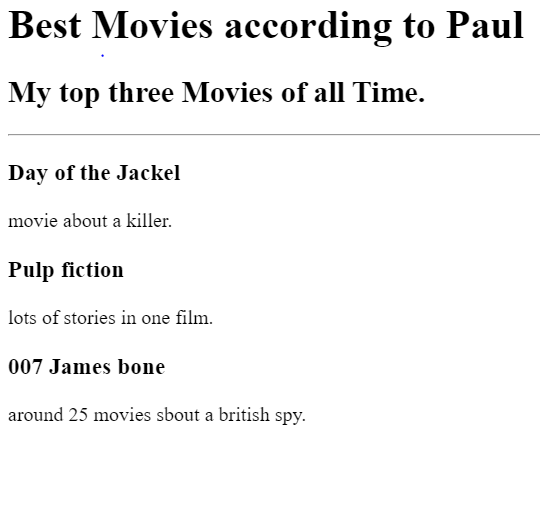 Best Movies according to Paul
My top three Movies of all Time.
Day of the Jackel
movie about a killer.
Pulp fiction
lots of stories in one film.
007 James bone
around 25 movies sbout a british spy.